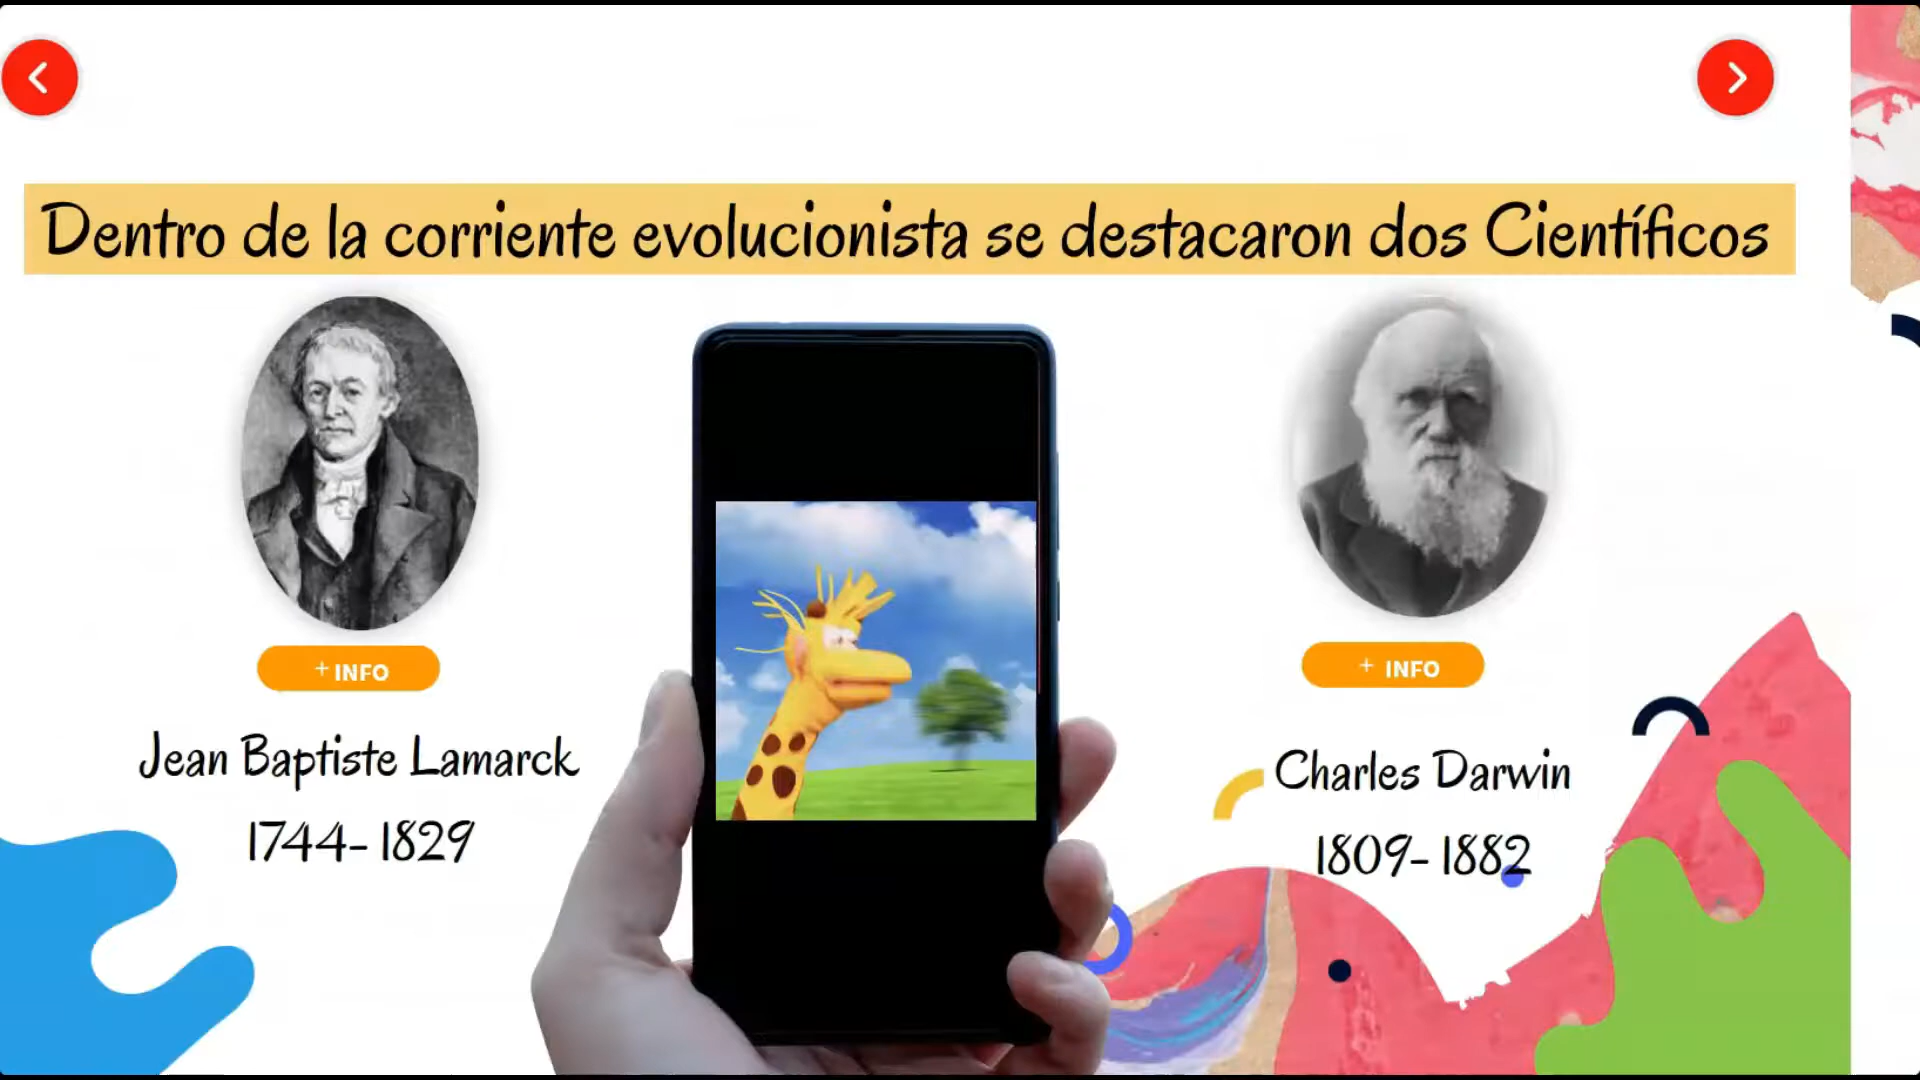 Dentro de la corriente evolucionista se destacaron dos Científicos
+ INFO
Jean Baptiste Lamarck
1744- 1829
+ INFO
Charles Darwin
1809- 1882